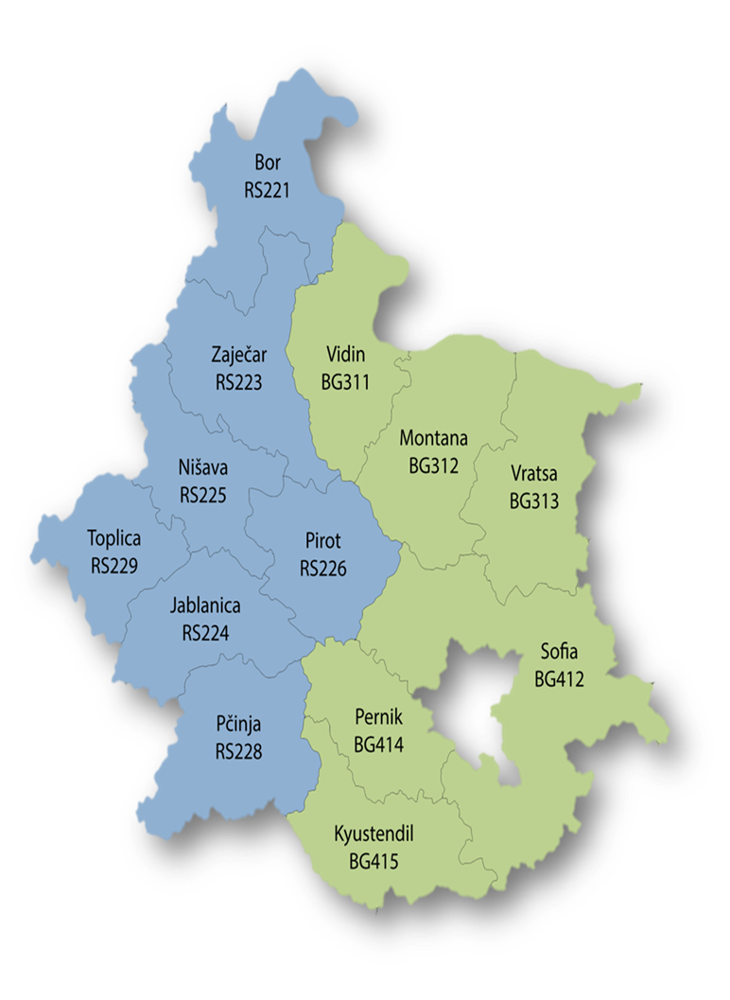 Bor
RS221
Zaječar
RS223
Vidin
BG311
Montana
BG312
Vratsa
BG313
Nišava
RS225
Toplica
RS229
Pirot
RS226
Jablanica
RS224
Sofia
BG412
Pčinja
RS228
Pernik
BG414
Kyustendil
BG415